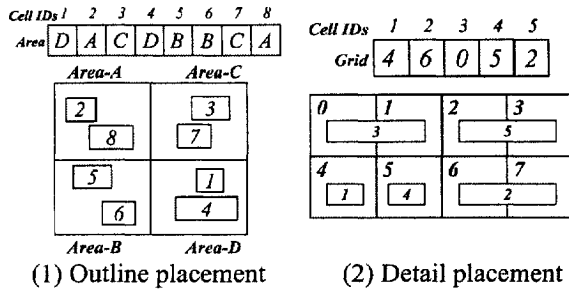 Cell IDs 1 2 3 4 5 6 7 8
Area D A C D B B C A
Area-A Area-C
2 3
8 7
5 1
6 4
Area-B Area-D
(1) Outline placement
Cell IDs 1 2 3 4 5
Grid 4 6 0 5 2
0 1 2 3
3 5
4 5 6 7
1 4 2
(2) Detail placement